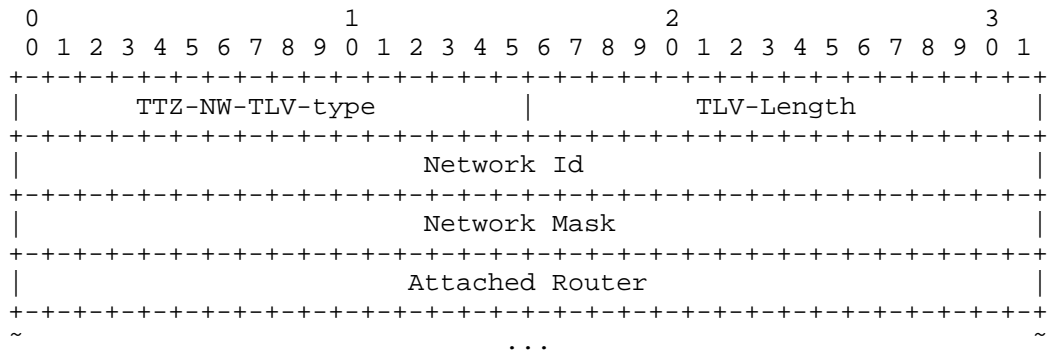 0                   1                   2                   3
 0 1 2 3 4 5 6 7 8 9 0 1 2 3 4 5 6 7 8 9 0 1 2 3 4 5 6 7 8 9 0 1
+-+-+-+-+-+-+-+-+-+-+-+-+-+-+-+-+-+-+-+-+-+-+-+-+-+-+-+-+-+-+-+-+
|       TTZ-NW-TLV-type         |          TLV-Length           |
+-+-+-+-+-+-+-+-+-+-+-+-+-+-+-+-+-+-+-+-+-+-+-+-+-+-+-+-+-+-+-+-+
|                         Network Id                            |
+-+-+-+-+-+-+-+-+-+-+-+-+-+-+-+-+-+-+-+-+-+-+-+-+-+-+-+-+-+-+-+-+
|                         Network Mask                          |
+-+-+-+-+-+-+-+-+-+-+-+-+-+-+-+-+-+-+-+-+-+-+-+-+-+-+-+-+-+-+-+-+
|                        Attached Router                        |
+-+-+-+-+-+-+-+-+-+-+-+-+-+-+-+-+-+-+-+-+-+-+-+-+-+-+-+-+-+-+-+-+
~                              ...                              ~